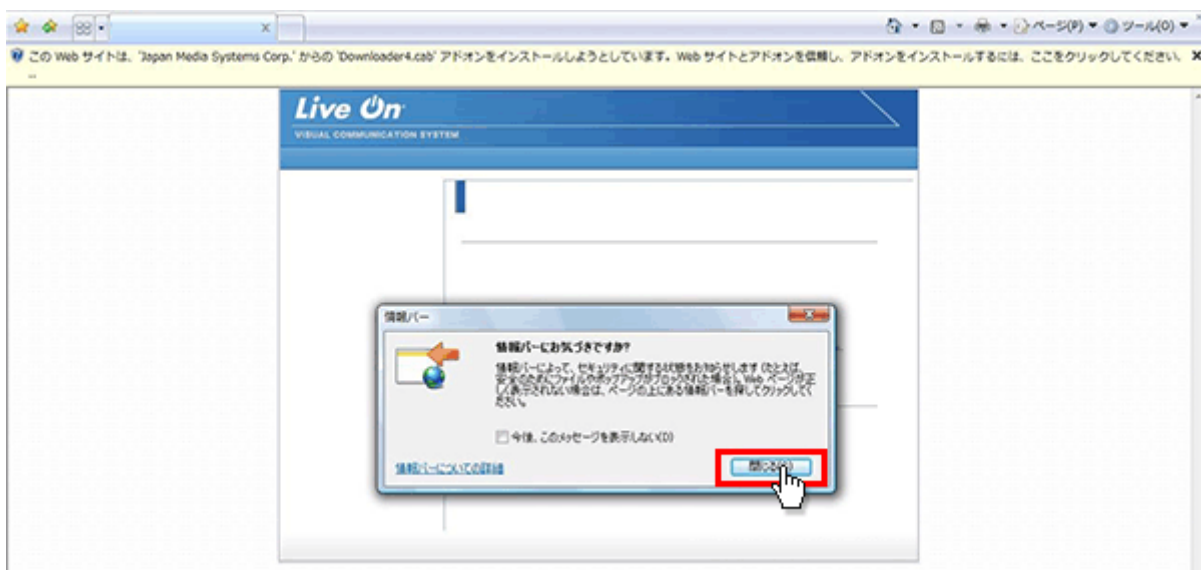 ページ(P)
ツール(O)
この Web サイトは、'Japan Media Systems Corp.' からの 'Downloader4.cab' アドオンをインストールしようとしています。Web サイトとアドオンを信頼し、アドオンをインストールするには、ここをクリックしてください。
...
Live On
VISUAL COMMUNICATION SYSTEM
情報バー
情報バーにお気づきですか?
情報バーによって、セキュリティに関する状態をお知らせします (たとえば、
安全のためにファイルやポップアップがブロックされた場合)。Web ページが正
しく表示されない場合は、ページの上にある情報バーを探してクリックしてく
ださい。
今後、このメッセージを表示しない(D)
情報バーについての詳細
閉じる